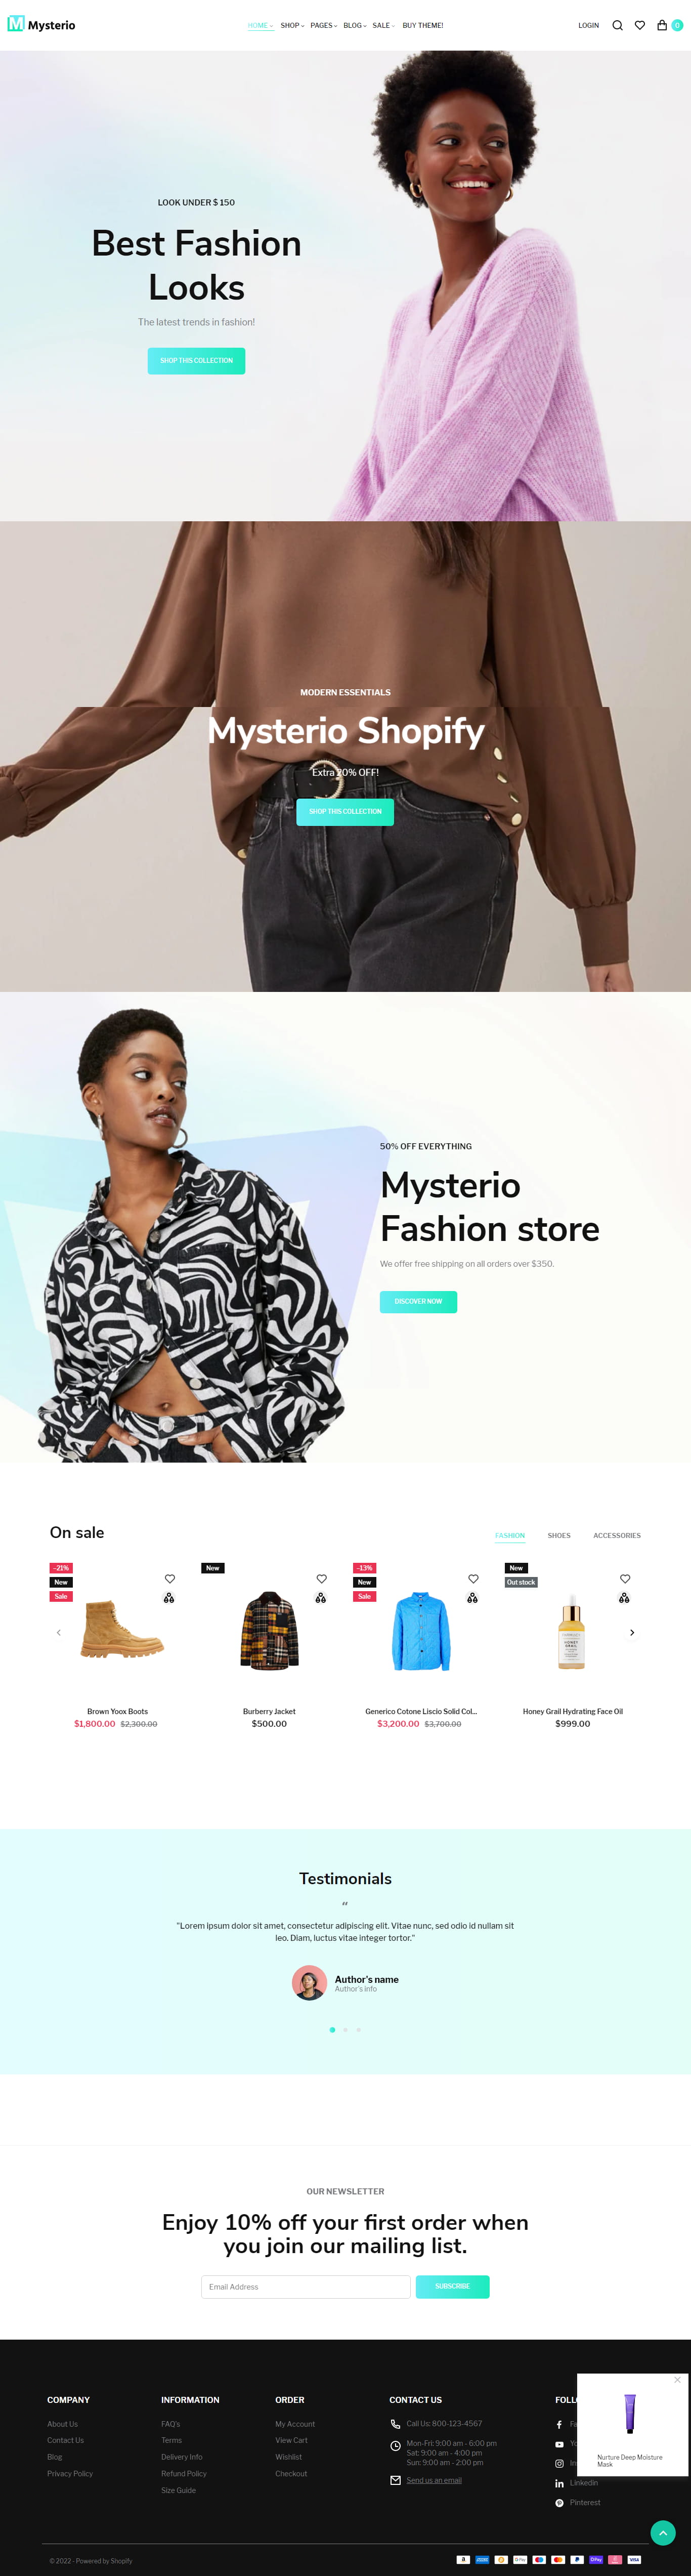 Mysterio
HOME SHOP PAGES BLOG SALE BUY THEME!
LOGIN
0
LOOK UNDER $ 150
Best Fashion
Looks
The latest trends in fashion!
SHOP THIS COLLECTION
MODERN ESSENTIALS
Mysterio Shopify
Extra 20% OFF!
SHOP THIS COLLECTION
50% OFF EVERYTHING
Mysterio
Fashion store
We offer free shipping on all orders over $350.
DISCOVER NOW
On sale
FASHION SHOES ACCESSORIES
-21%
New
Sale
Brown Yoox Boots
$1,800.00 $2,300.00
New
Burberry Jacket
$500.00
-13%
New
Sale
Generico Cotone Liscio Solid Col...
$3,200.00 $3,700.00
New
Out stock
HONEY
GRAIL
Honey Grail Hydrating Face Oil
$999.00
Testimonials
“
"Lorem ipsum dolor sit amet, consectetur adipiscing elit. Vitae nunc, sed odio id nullam sit
leo. Diam, luctus vitae integer tortor."
Author's name
Author's info
OUR NEWSLETTER
Enjoy 10% off your first order when
you join our mailing list.
Email Address
SUBSCRIBE
COMPANY
About Us
Contact Us
Blog
Privacy Policy
INFORMATION
FAQ's
Terms
Delivery Info
Refund Policy
Size Guide
ORDER
My Account
View Cart
Wishlist
Checkout
CONTACT US
Call Us: 800-123-4567
Mon-Fri: 9:00 am - 6:00 pm
Sat: 9:00 am - 4:00 pm
Sun: 9:00 am - 2:00 pm
Send us an email
FOLLO
Fa
Yo
In
Linkedin
Pinterest
Nurture Deep Moisture
Mask
© 2022 - Powered by Shopify
VISA